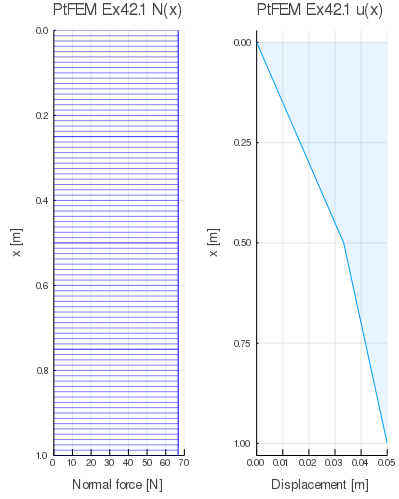 PtFEM Ex42.1 N(x)
0.0
0.2
0.4
0.6
0.8
1.0
x [m]
0 10 20 30 40 50 60 70
Normal force [N]
PtFEM Ex42.1 u(x)
0.00
0.25
0.50
0.75
1.00
x [m]
0.00 0.01 0.02 0.03 0.04 0.05
Displacement [m]